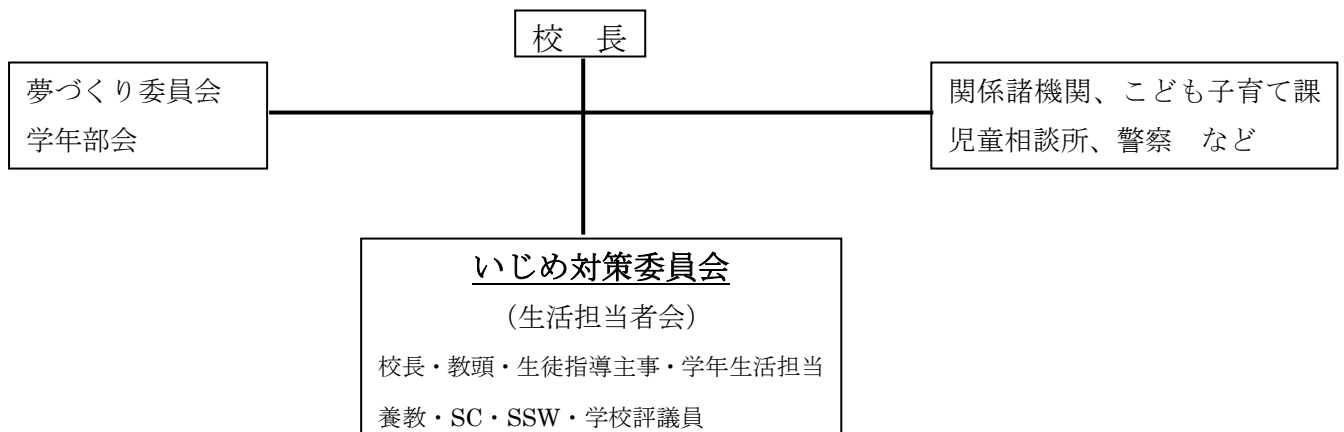 校　長
夢づくり委員会
学年部会
関係諸機関、こども子育て課
児童相談所、警察　など
いじめ対策委員会
（生活担当者会）
校長・教頭・生徒指導主事・学年生活担当
養教・SC・SSW・学校評議員